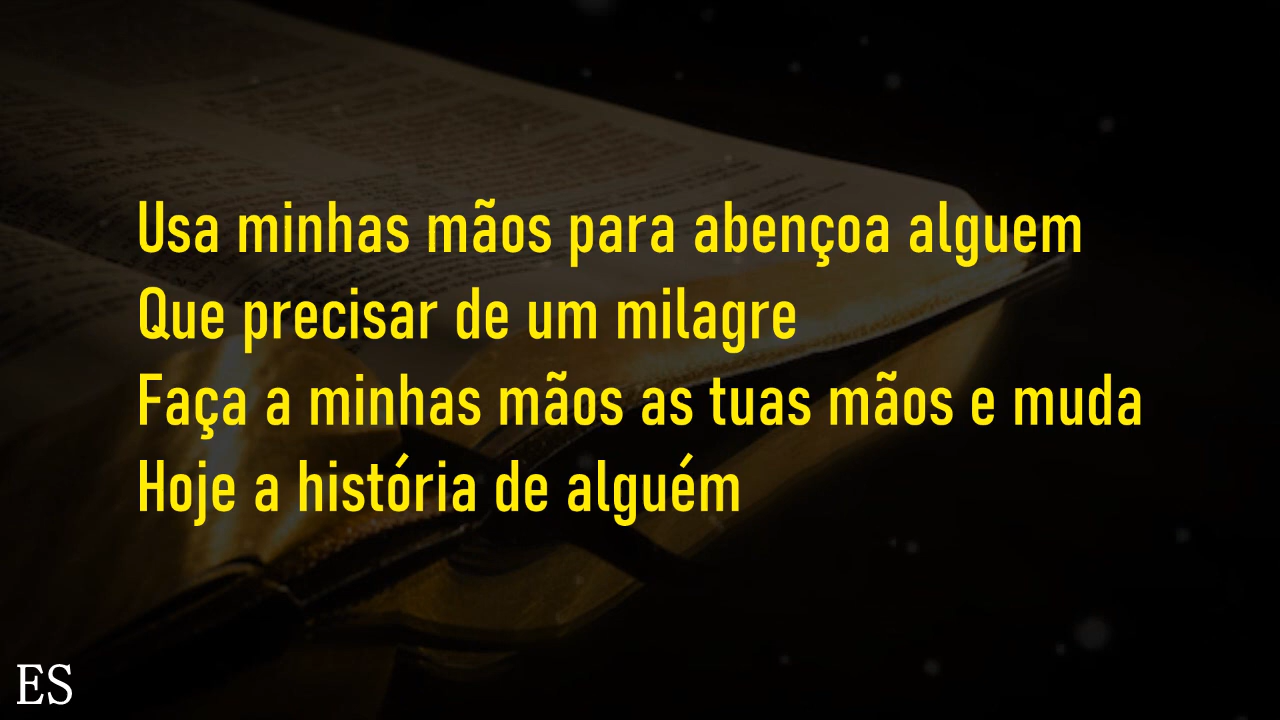 Usa minhas mãos para abençoa alguem
Que precisar de um milagre
Faça a minhas mãos as tuas mãos e muda
Hoje a história de alguém
ES